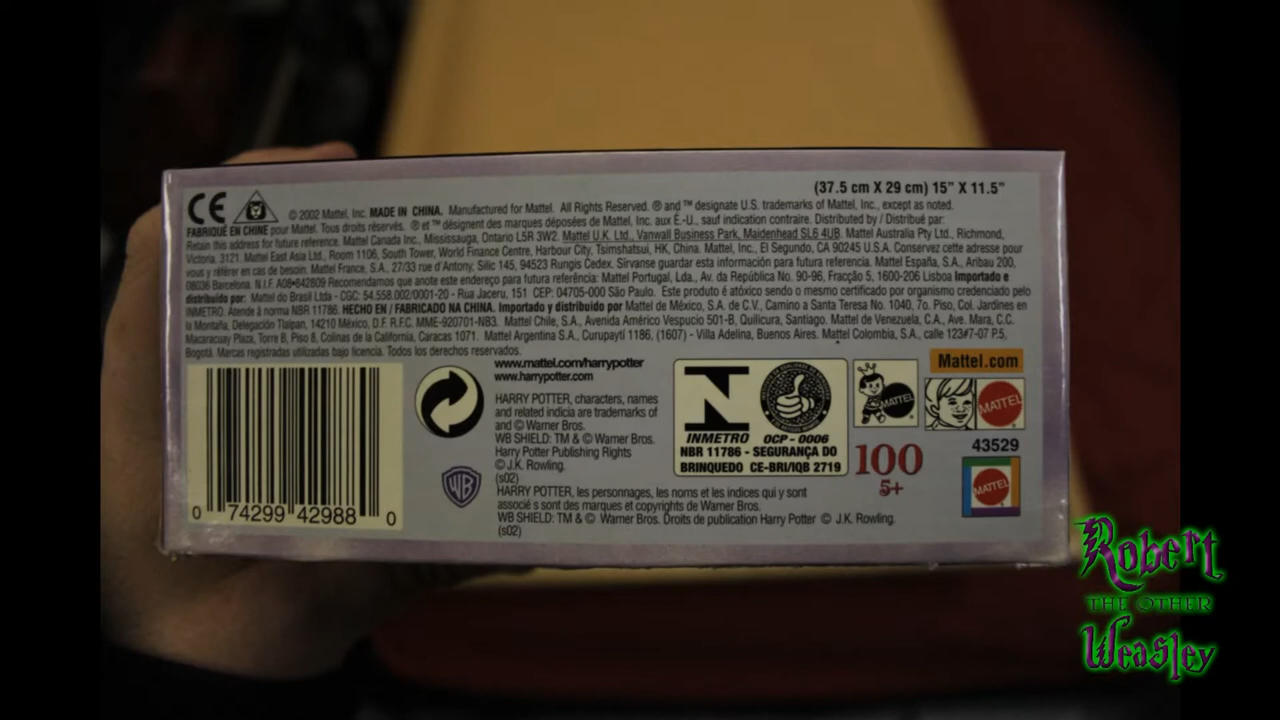 (37.5 cm X 29 cm) 15” X 11.5”
CE
© 2002 Mattel, Inc. MADE IN CHINA. Manufactured for Mattel. All Rights Reserved. ® and ™ designate U.S. trademarks of Mattel, Inc., except as noted.
FABRIQUÉ EN CHINE pour Mattel. Tous droits réservés. ® et ™ désignent des marques déposées de Mattel, Inc. aux É.-U., sauf indication contraire. Distributed by / Distribué par:
Retain this address for future reference. Mattel Canada Inc., Mississauga, Ontario L5R 3W2. Mattel U.K. Ltd., Vanwall Business Park, Maidenhead SL6 4UB. Mattel Australia Pty Ltd., Richmond,
Victoria. 3121. Mattel East Asia Ltd., Room 1106, South Tower, World Finance Centre, Harbour City, Tsimshatsui, HK, China. Mattel, Inc., El Segundo, CA 90245 U.S.A. Conservez cette adresse pour
vous y référer en cas de besoin. Mattel France, S.A., 27/33 rue d'Antony, Silic 145, 94523 Rungis Cedex. Sírvanse guardar esta información para futura referencia. Mattel España, S.A., Aribau 200,
08036 Barcelona. N.I.F. A08•842809 Recomendamos que anote este endereço para futura referência: Mattel Portugal, Lda., Av. da República No. 90-96, Fracção 5, 1600-206 Lisboa Importado e
distribuído por: Mattel do Brasil Ltda - CGC: 54.558.002/0001-20 - Rua Jaceru, 151 CEP: 04705-000 São Paulo. Este produto é atóxico sendo o mesmo certificado por organismo credenciado pelo
INMETRO. Atende à norma NBR 11786. HECHO EN / FABRICADO NA CHINA. Importado y distribuido por Mattel de México, S.A. de C.V., Camino a Santa Teresa No. 1040, 7o. Piso, Col. Jardines en
la Montaña, Delegación Tlalpan, 14210 México, D.F. R.F.C. MME-920701-NB3. Mattel Chile, S.A., Avenida Américo Vespucio 501-B, Quilicura, Santiago. Mattel de Venezuela, C.A., Ave. Mara, C.C.
Macaracuay Plaza, Torre B, Piso 8, Colinas de la California, Caracas 1071. Mattel Argentina S.A., Curupaytí 1186, (1607) - Villa Adelina, Buenos Aires. Mattel Colombia, S.A., calle 123#7-07 P.5,
Bogotá. Marcas registradas utilizadas bajo licencia. Todos los derechos reservados.
www.mattel.com/harrypotter
www.harrypotter.com
HARRY POTTER, characters, names
and related indicia are trademarks of
and © Warner Bros.
WB SHIELD: TM & © Warner Bros.
Harry Potter Publishing Rights
© J.K. Rowling.
(s02)
HARRY POTTER, les personnages, les noms et les indices qui y sont
associé s sont des marques et copyrights de Warner Bros.
WB SHIELD: TM & © Warner Bros. Droits de publication Harry Potter © J.K. Rowling.
(s02)
0 74299 42988 0
WB
N
INMETRO OCP - 0006
NBR 11786 - SEGURANÇA DO
BRINQUEDO CE-BRI/IQB 2719
MATTEL
100
5+
Mattel.com
MATTEL
43529
MATTEL
Robert
THE OTHER
Weasley